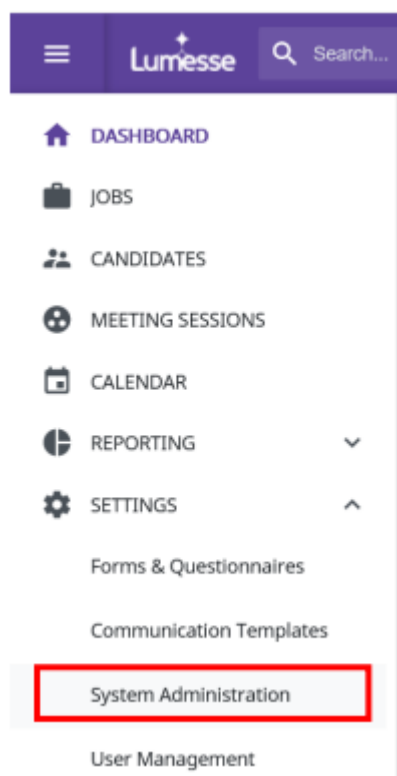 Lumesse
Search...
DASHBOARD
JOBS
CANDIDATES
MEETING SESSIONS
CALENDAR
REPORTING
SETTINGS
Forms & Questionnaires
Communication Templates
System Administration
User Management